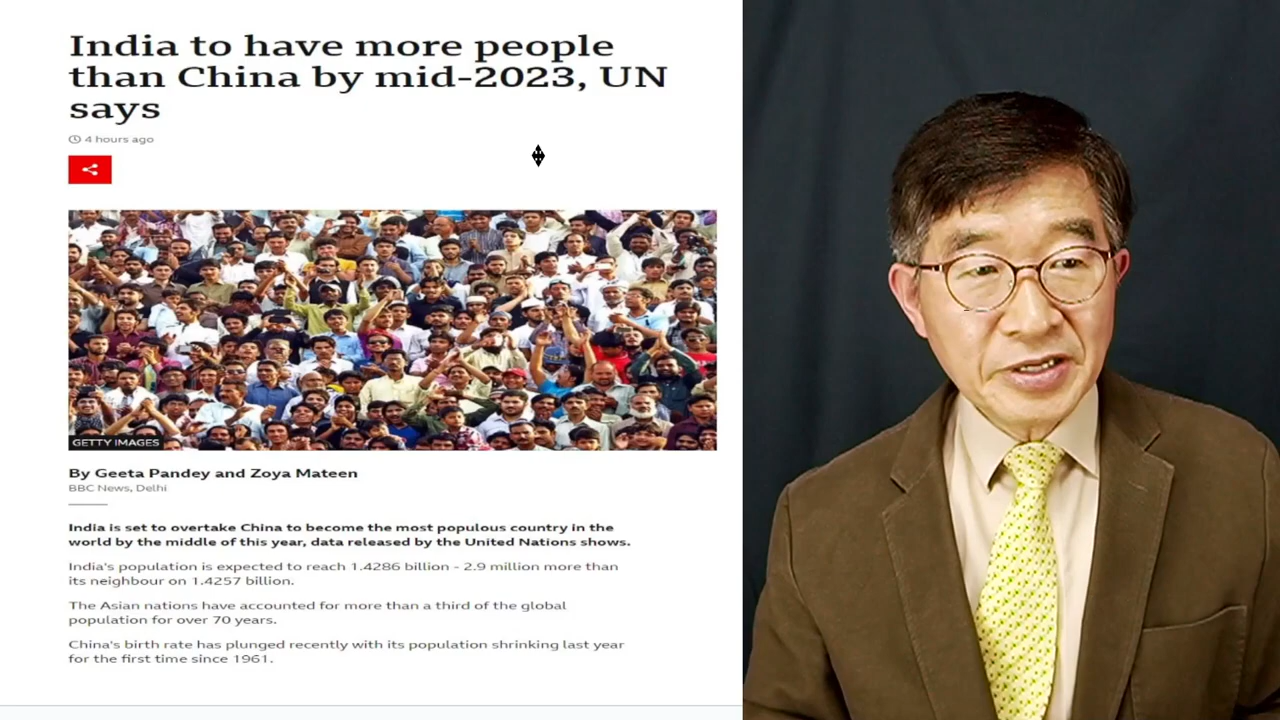 India to have more people
than China by mid-2023, UN
says
4 hours ago
GETTY IMAGES
By Geeta Pandey and Zoya Mateen
BBC News, Delhi
India is set to overtake China to become the most populous country in the
world by the middle of this year, data released by the United Nations shows.
India's population is expected to reach 1.4286 billion - 2.9 million more than
its neighbour on 1.4257 billion.
The Asian nations have accounted for more than a third of the global
population for over 70 years.
China's birth rate has plunged recently with its population shrinking last year
for the first time since 1961.